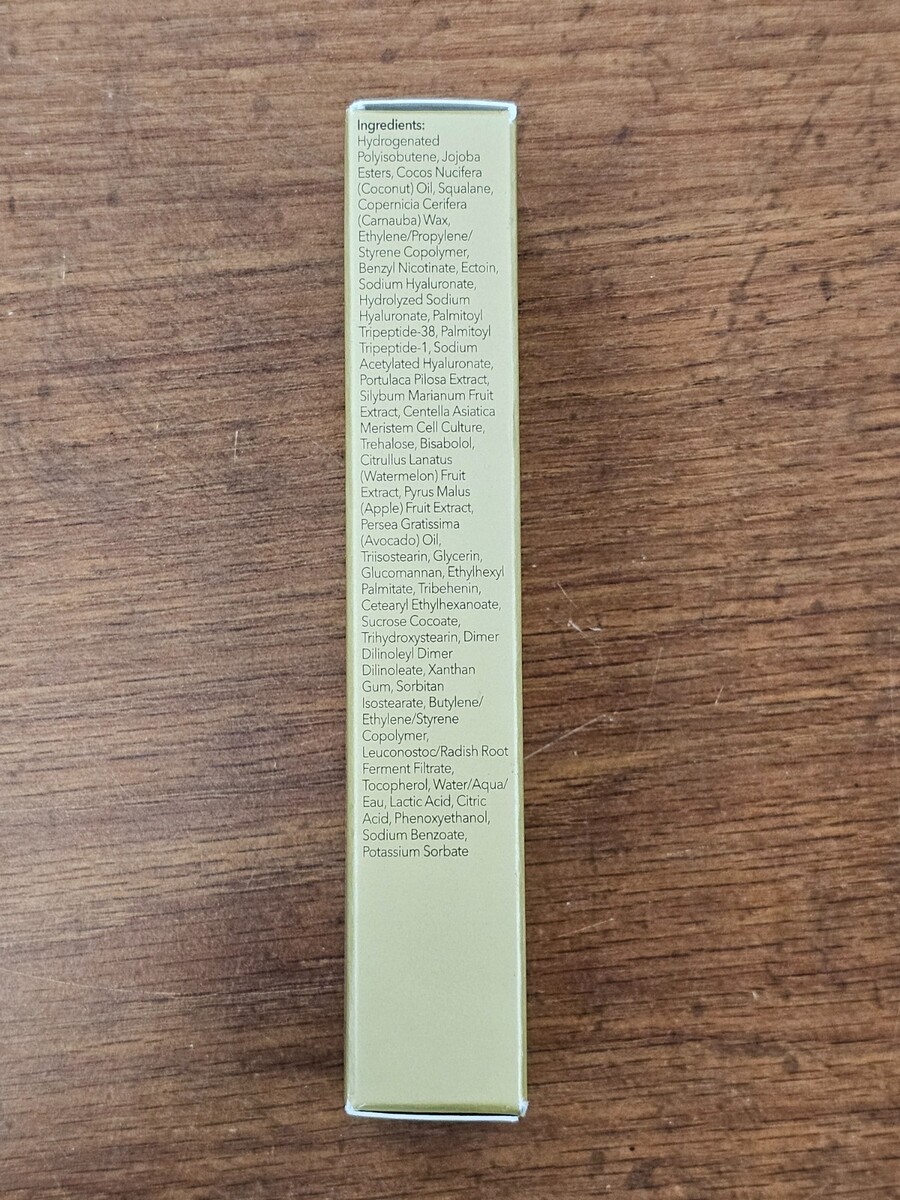 Ingredients:
Hydrogenated
Polyisobutene, Jojoba
Esters, Cocos Nucifera
(Coconut) Oil, Squalane,
Copernicia Cerifera
(Carnauba) Wax,
Ethylene/Propylene/
Styrene Copolymer,
Benzyl Nicotinate, Ectoin,
Sodium Hyaluronate,
Hydrolyzed Sodium
Hyaluronate, Palmitoyl
Tripeptide-38, Palmitoyl
Tripeptide-1, Sodium
Acetylated Hyaluronate,
Portulaca Pilosa Extract,
Silybum Marianum Fruit
Extract, Centella Asiatica
Meristem Cell Culture,
Trehalose, Bisabolol,
Citrullus Lanatus
(Watermelon) Fruit
Extract, Pyrus Malus
(Apple) Fruit Extract,
Persea Gratissima
(Avocado) Oil,
Triisostearin, Glycerin,
Glucomannan, Ethylhexyl
Palmitate, Tribehenin,
Cetearyl Ethylhexanoate,
Sucrose Cocoate,
Trihydroxystearin, Dimer
Dilinoleyl Dimer
Dilinoleate, Xanthan
Gum, Sorbitan
Isostearate, Butylene/
Ethylene/Styrene
Copolymer,
Leuconostoc/Radish Root
Ferment Filtrate,
Tocopherol, Water/Aqua/
Eau, Lactic Acid, Citric
Acid, Phenoxyethanol,
Sodium Benzoate,
Potassium Sorbate